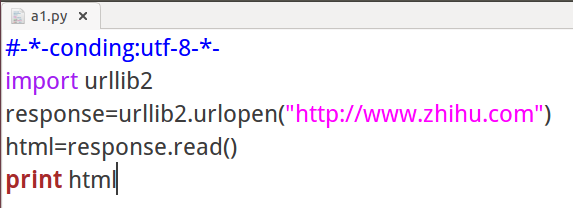 a1.py ×
#-*-conding:utf-8-*-
import urllib2
response=urllib2.urlopen("http://www.zhihu.com")
html=response.read()
print html